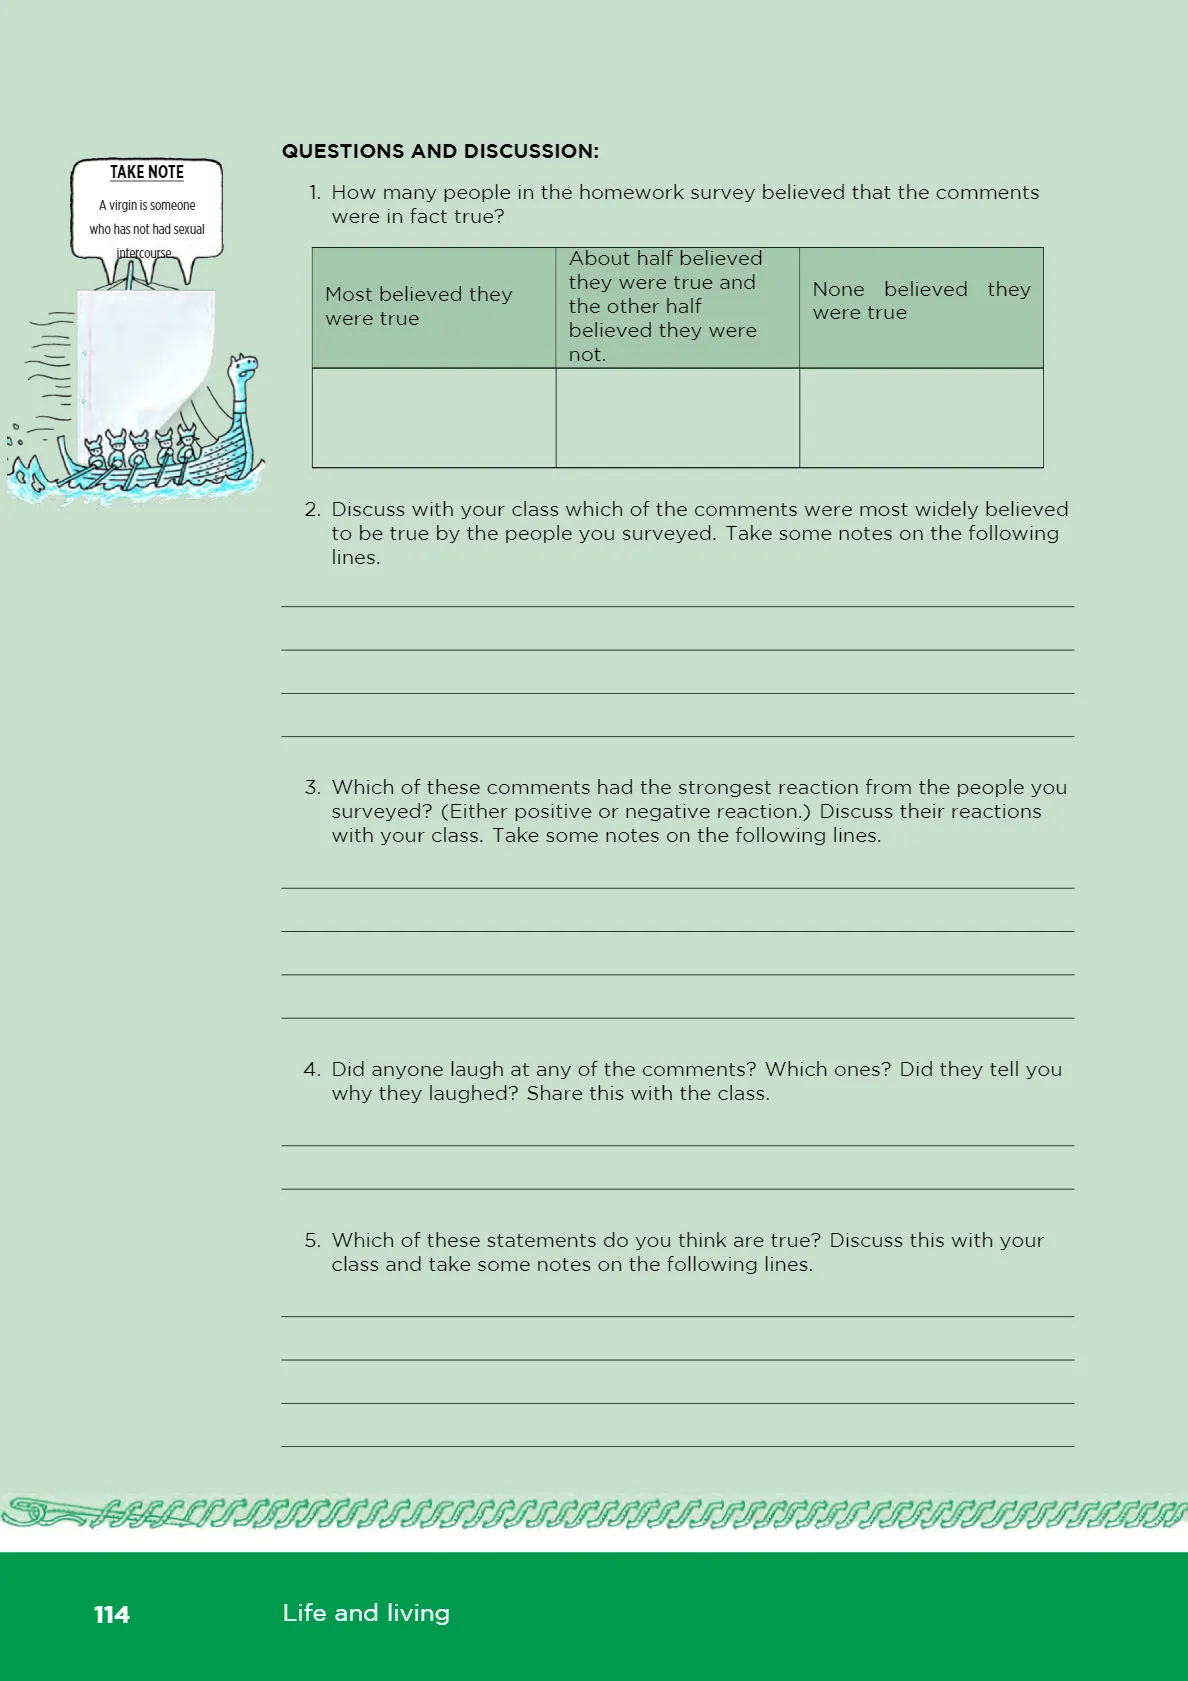 TAKE NOTE
A virgin is someone
who has not had sexual
intercourse
QUESTIONS AND DISCUSSION:
1. How many people in the homework survey believed that the comments
were in fact true?
Most believed they
were true
About half believed
they were true and
the other half
believed they were
not.
None believed they
were true
2. Discuss with your class which of the comments were most widely believed
to be true by the people you surveyed. Take some notes on the following
lines.
3. Which of these comments had the strongest reaction from the people you
surveyed? (Either positive or negative reaction.) Discuss their reactions
with your class. Take some notes on the following lines.
4. Did anyone laugh at any of the comments? Which ones? Did they tell you
why they laughed? Share this with the class.
5. Which of these statements do you think are true? Discuss this with your
class and take some notes on the following lines.
114
Life and living